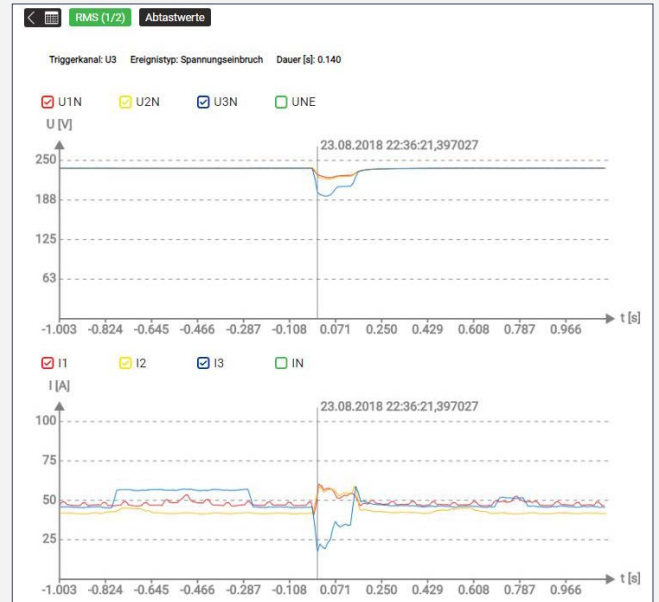 RMS (1/2) Abtastwerte
Triggerkanal: U3 Ereignistyp: Spannungseinbruch Dauer [s]: 0.140
U1N U2N U3N UNE
U [V]
23.08.2018 22:36:21,397027
250
188
125
63
t [s]
-1.003 -0.824 -0.645 -0.466 -0.287 -0.108 0.071 0.250 0.429 0.608 0.787 0.966
I1 I2 I3 IN
I [A]
23.08.2018 22:36:21,397027
100
75
50
25
t [s]
-1.003 -0.824 -0.645 -0.466 -0.287 -0.108 0.071 0.250 0.429 0.608 0.787 0.966